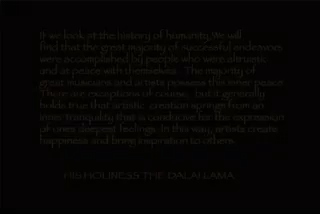 If we look at the history of humanity, We will
find that the great majority of successful endeavors
were accomplished by people who were altruistic
and at peace with themselves. The majority of
great musicians and artists possess this inner peace.
There are exceptions of course, but it generally
holds true that artistic creation springs from an
inner tranquility that is conducive for the expression
of ones deepest feelings. In this way, artists create
happiness and bring inspiration to others
HIS HOLINESS THE DALAI LAMA